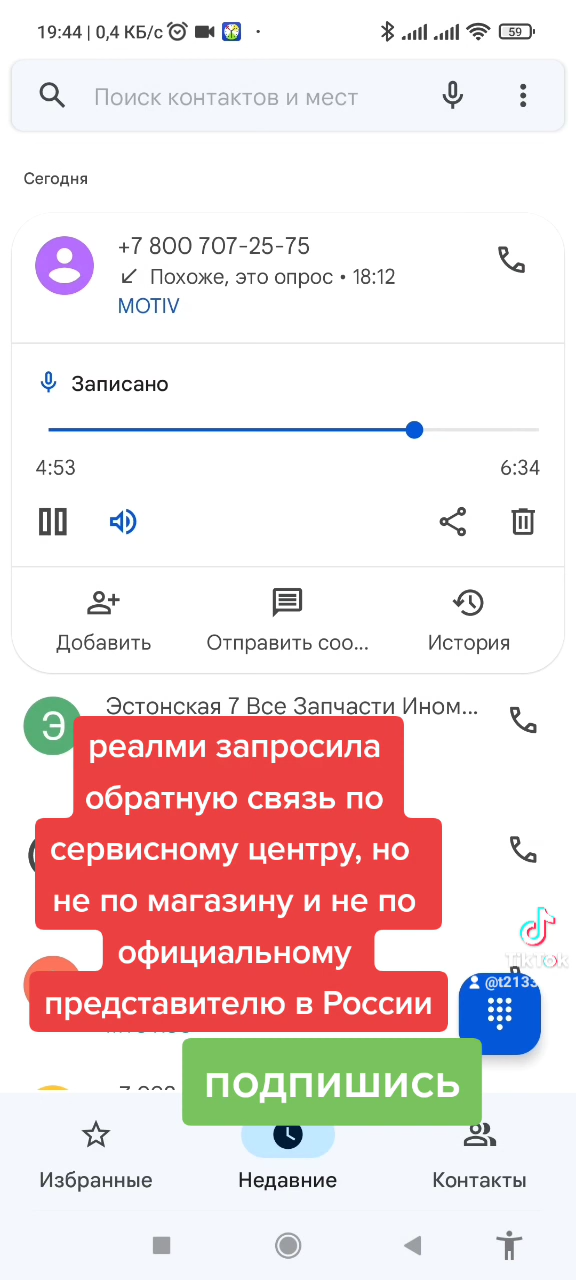 19:44 | 0,4 КБ/с
59
Поиск контактов и мест
Сегодня
+7 800 707-25-75
Похоже, это опрос • 18:12
MOTIV
Записано
4:53
6:34
Добавить
Отправить соо...
История
Э
Эстонская 7 Все Запчасти Ином...
реалми запросила
обратную связь по
сервисному центру, но
не по магазину и не по
официальному
представителю в России
TikTok
подпишись
Избранные
Недавние
Контакты